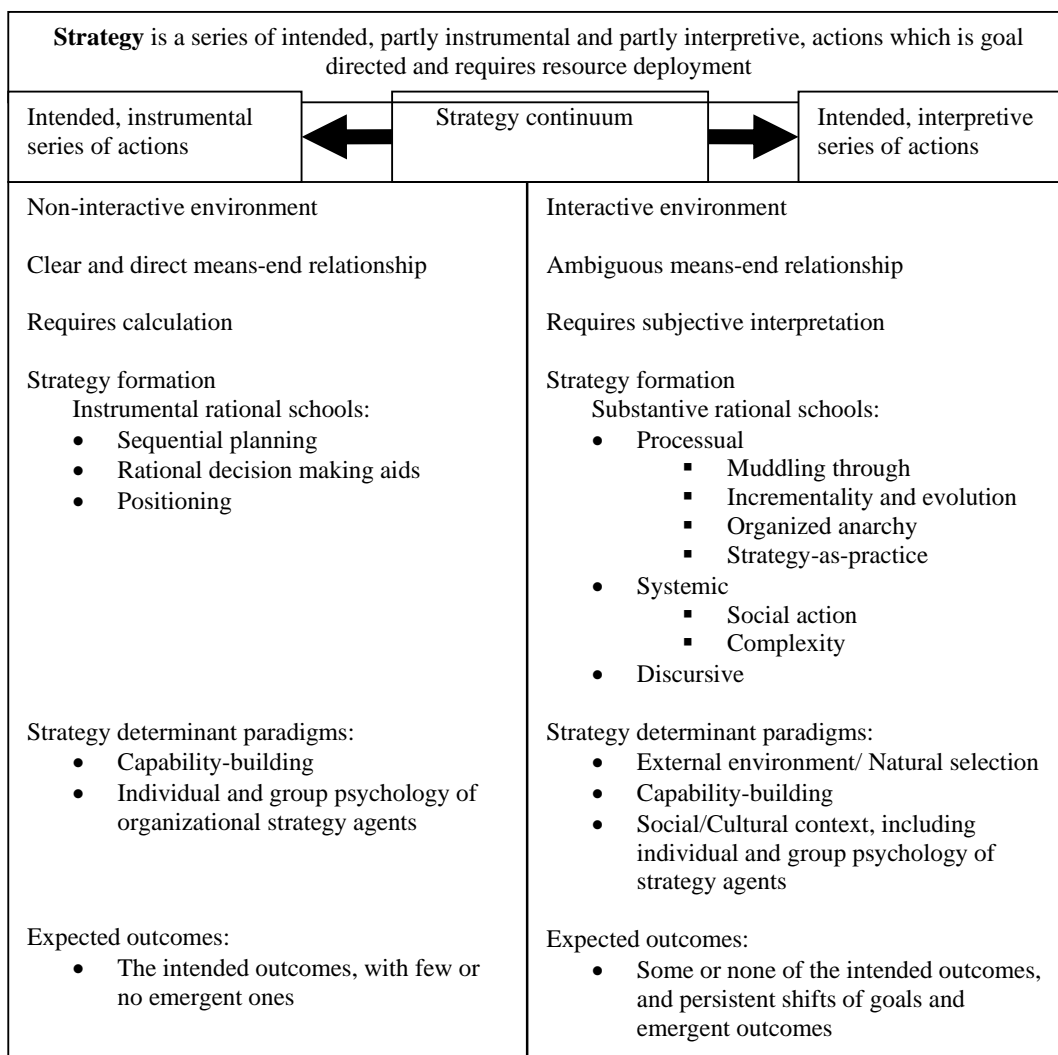 Strategy is a series of intended, partly instrumental and partly interpretive, actions which is goal
directed and requires resource deployment
Intended, instrumental
series of actions
Strategy continuum
Intended, interpretive
series of actions
Non-interactive environment
Clear and direct means-end relationship
Requires calculation
Strategy formation
Instrumental rational schools:
• Sequential planning
• Rational decision making aids
• Positioning
Strategy determinant paradigms:
• Capability-building
• Individual and group psychology of
organizational strategy agents
Expected outcomes:
• The intended outcomes, with few or
no emergent ones
Interactive environment
Ambiguous means-end relationship
Requires subjective interpretation
Strategy formation
Substantive rational schools:
• Processual
▪ Muddling through
▪ Incrementality and evolution
▪ Organized anarchy
▪ Strategy-as-practice
• Systemic
▪ Social action
▪ Complexity
• Discursive
Strategy determinant paradigms:
• External environment/ Natural selection
• Capability-building
• Social/Cultural context, including
individual and group psychology of
strategy agents
Expected outcomes:
• Some or none of the intended outcomes,
and persistent shifts of goals and
emergent outcomes